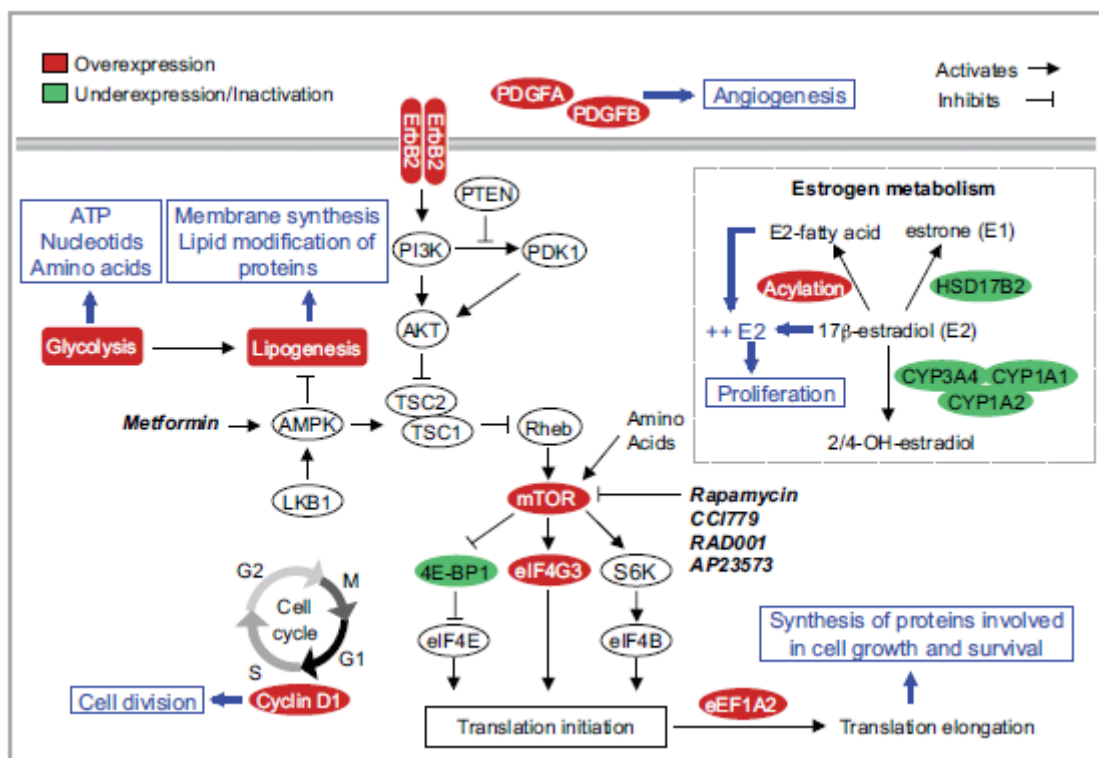 Overexpression
Underexpression/Inactivation
PDGFA
PDGFB
Angiogenesis
Activates
Inhibits
ErbB2
ErbB2
PTEN
PI3K
PDK1
AKT
ATP
Nucleotids
Amino acids
Membrane synthesis
Lipid modification of
proteins
Glycolysis
Lipogenesis
Metformin
AMPK
TSC2
TSC1
Rheb
LKB1
Amino
Acids
mTOR
Rapamycin
CCI779
RAD001
AP23573
4E-BP1
eIF4G3
S6K
eIF4E
eIF4B
Estrogen metabolism
E2-fatty acid
estrone (E1)
Acylation
HSD17B2
++ E2
17β-estradiol (E2)
Proliferation
CYP3A4
CYP1A1
CYP1A2
2/4-OH-estradiol
G2
M
Cell
cycle
S
G1
Cell division
Cyclin D1
Translation initiation
eEF1A2
Translation elongation
Synthesis of proteins involved
in cell growth and survival